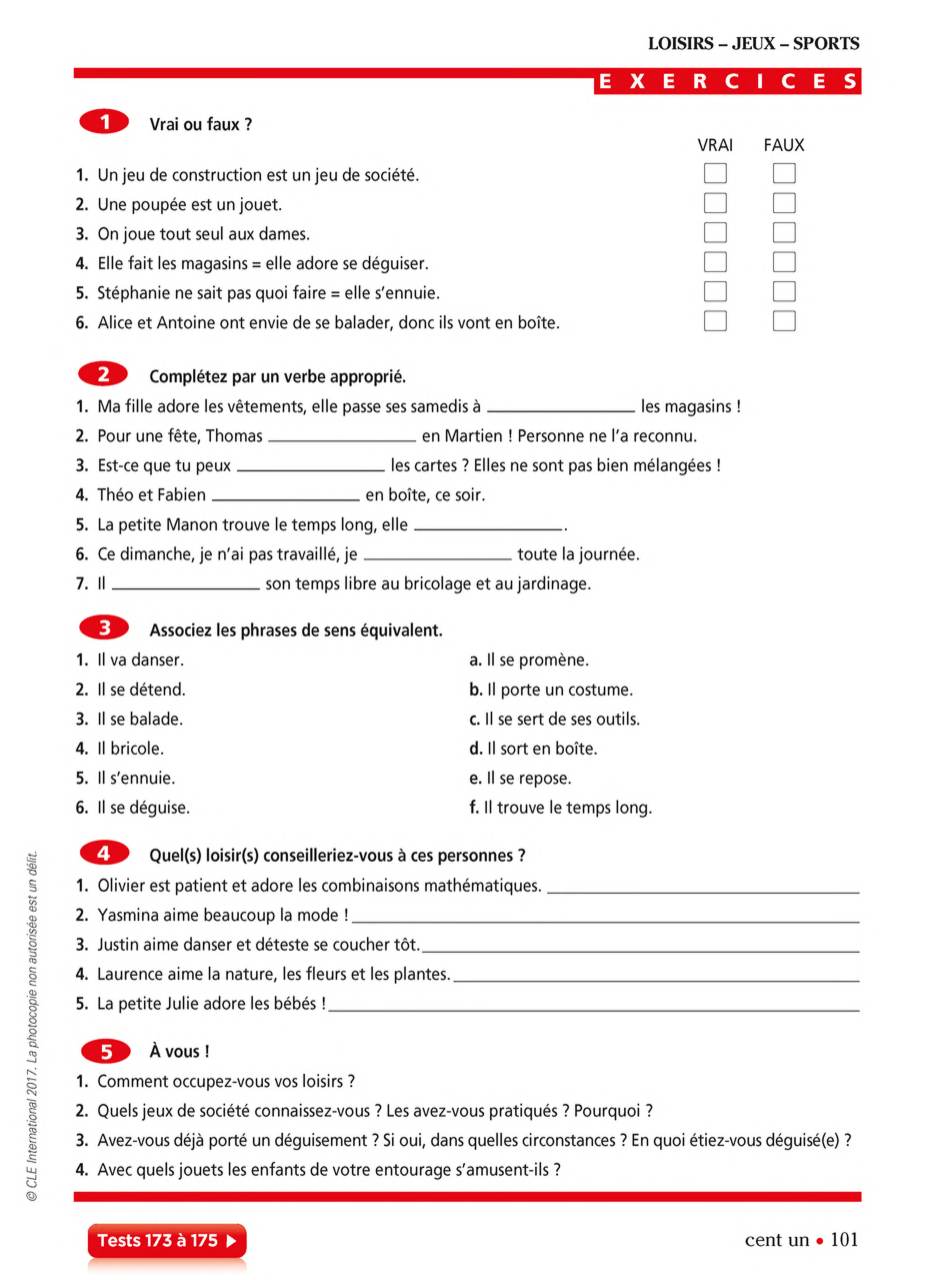 LOISIRS – JEUX – SPORTS
EXERCICES
1 Vrai ou faux ?
VRAI FAUX
1. Un jeu de construction est un jeu de société.
2. Une poupée est un jouet.
3. On joue tout seul aux dames.
4. Elle fait les magasins = elle adore se déguiser.
5. Stéphanie ne sait pas quoi faire = elle s'ennuie.
6. Alice et Antoine ont envie de se balader, donc ils vont en boîte.
2 Complétez par un verbe approprié.
1. Ma fille adore les vêtements, elle passe ses samedis à ______ les magasins !
2. Pour une fête, Thomas ______ en Martien ! Personne ne l'a reconnu.
3. Est-ce que tu peux ______ les cartes ? Elles ne sont pas bien mélangées !
4. Théo et Fabien ______ en boîte, ce soir.
5. La petite Manon trouve le temps long, elle ______.
6. Ce dimanche, je n'ai pas travaillé, je ______ toute la journée.
7. Il ______ son temps libre au bricolage et au jardinage.
3 Associez les phrases de sens équivalent.
1. Il va danser. a. Il se promène.
2. Il se détend. b. Il porte un costume.
3. Il se balade. c. Il se sert de ses outils.
4. Il bricole. d. Il sort en boîte.
5. Il s'ennuie. e. Il se repose.
6. Il se déguise. f. Il trouve le temps long.
4 Quel(s) loisir(s) conseilleriez-vous à ces personnes ?
1. Olivier est patient et adore les combinaisons mathématiques. ______
2. Yasmina aime beaucoup la mode ! ______
3. Justin aime danser et déteste se coucher tôt. ______
4. Laurence aime la nature, les fleurs et les plantes. ______
5. La petite Julie adore les bébés ! ______
5 À vous !
1. Comment occupez-vous vos loisirs ?
2. Quels jeux de société connaissez-vous ? Les avez-vous pratiqués ? Pourquoi ?
3. Avez-vous déjà porté un déguisement ? Si oui, dans quelles circonstances ? En quoi étiez-vous déguisé(e) ?
4. Avec quels jouets les enfants de votre entourage s'amusent-ils ?
© CLE International 2017. La photocopie non autorisée est un délit.
Tests 173 à 175
cent un • 101